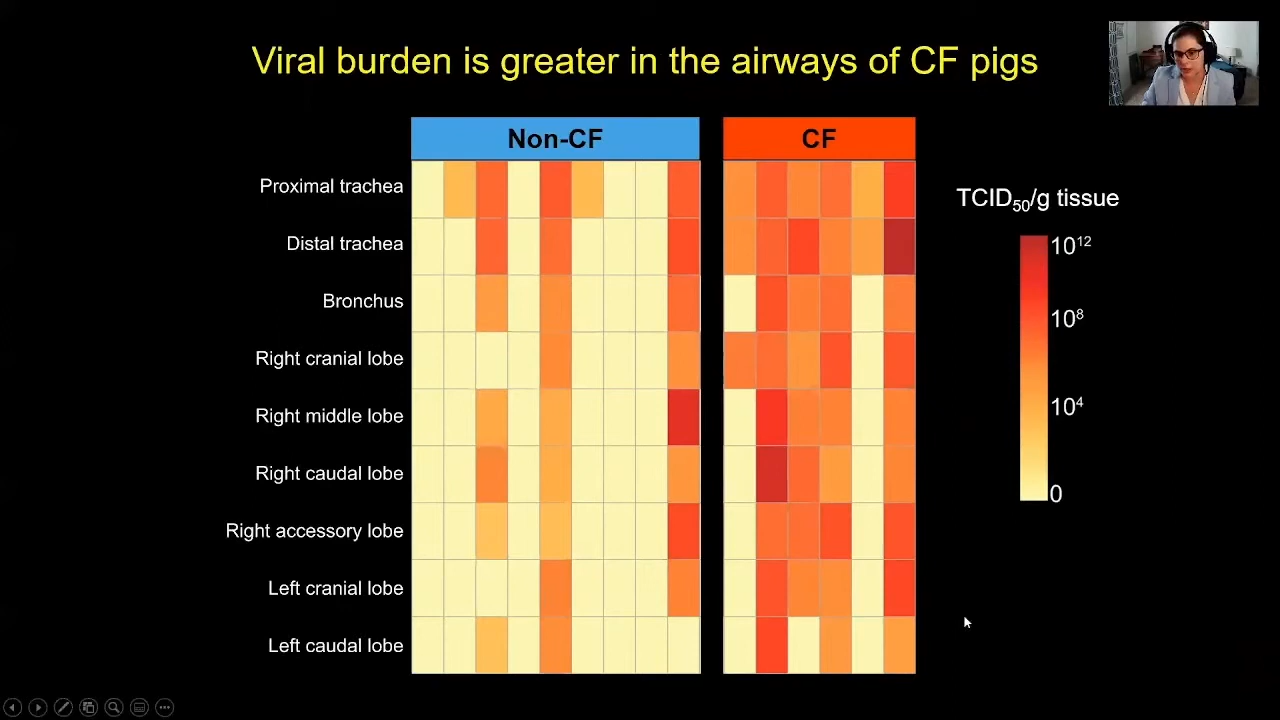 Viral burden is greater in the airways of CF pigs
Non-CF
CF
Proximal trachea
Distal trachea
Bronchus
Right cranial lobe
Right middle lobe
Right caudal lobe
Right accessory lobe
Left cranial lobe
Left caudal lobe
TCID₅₀/g tissue
10¹²
10⁸
10⁴
0